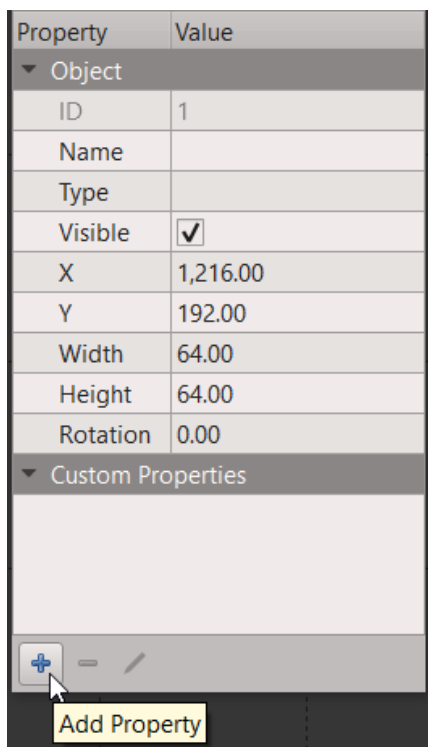 Property Value
Object
ID 1
Name
Type
Visible
X 1,216.00
Y 192.00
Width 64.00
Height 64.00
Rotation 0.00
Custom Properties
Add Property